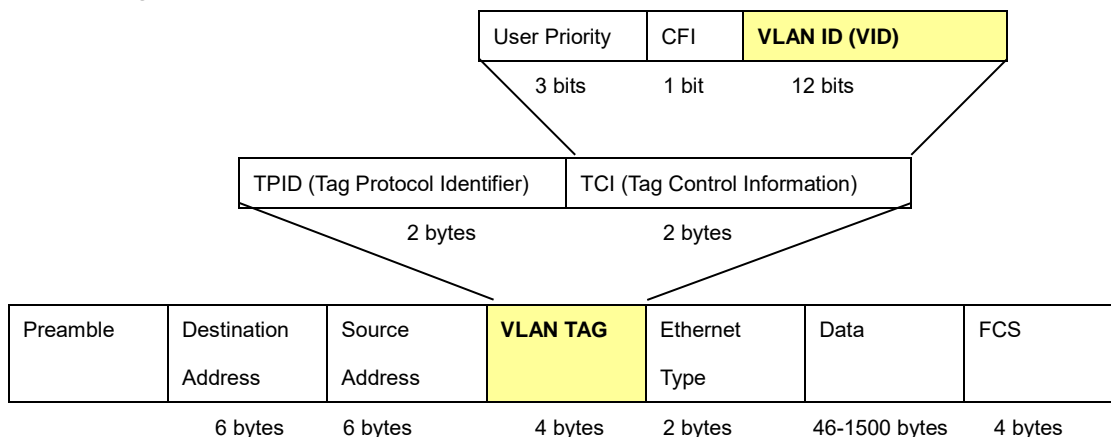 User Priority CFI VLAN ID (VID)
3 bits 1 bit 12 bits
TPID (Tag Protocol Identifier) TCI (Tag Control Information)
2 bytes 2 bytes
Preamble Destination Source VLAN TAG Ethernet Data FCS
Address Address Type
6 bytes 6 bytes 4 bytes 2 bytes 46-1500 bytes 4 bytes